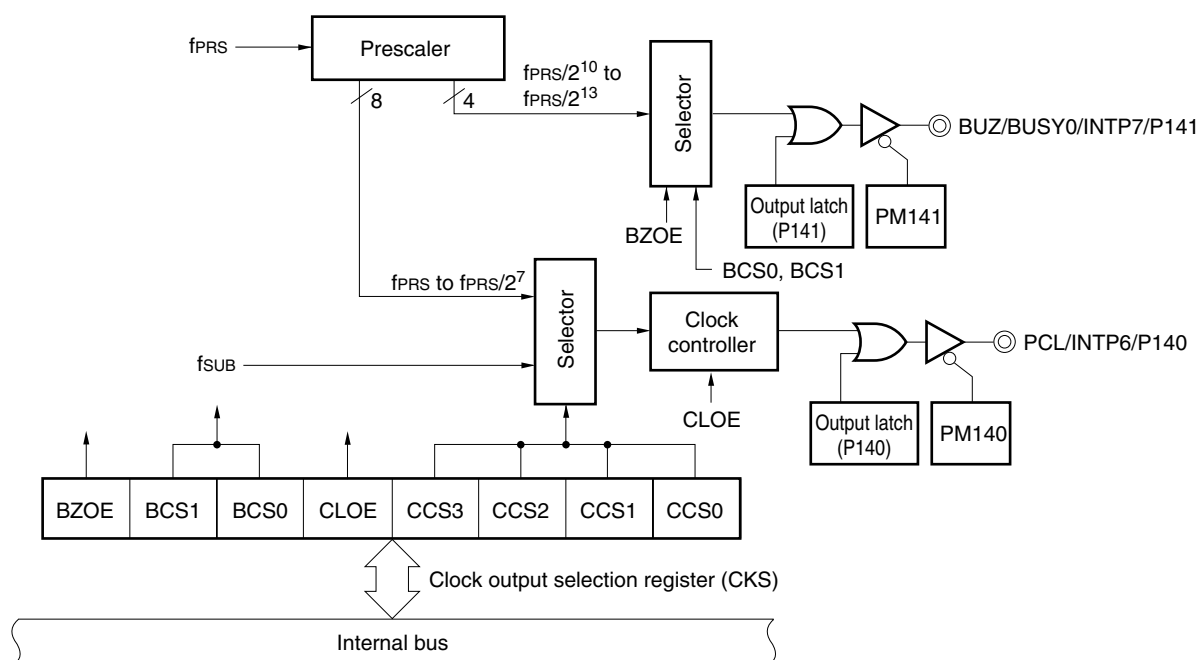 fPRS
Prescaler
8
4
fPRS/2¹⁰ to
fPRS/2¹³
Selector
BUZ/BUSY0/INTP7/P141
BZOE
Output latch
(P141)
PM141
BCS0, BCS1
fPRS to fPRS/2⁷
Selector
Clock
controller
PCL/INTP6/P140
fSUB
CLOE
Output latch
(P140)
PM140
BZOE
BCS1
BCS0
CLOE
CCS3
CCS2
CCS1
CCS0
Clock output selection register (CKS)
Internal bus